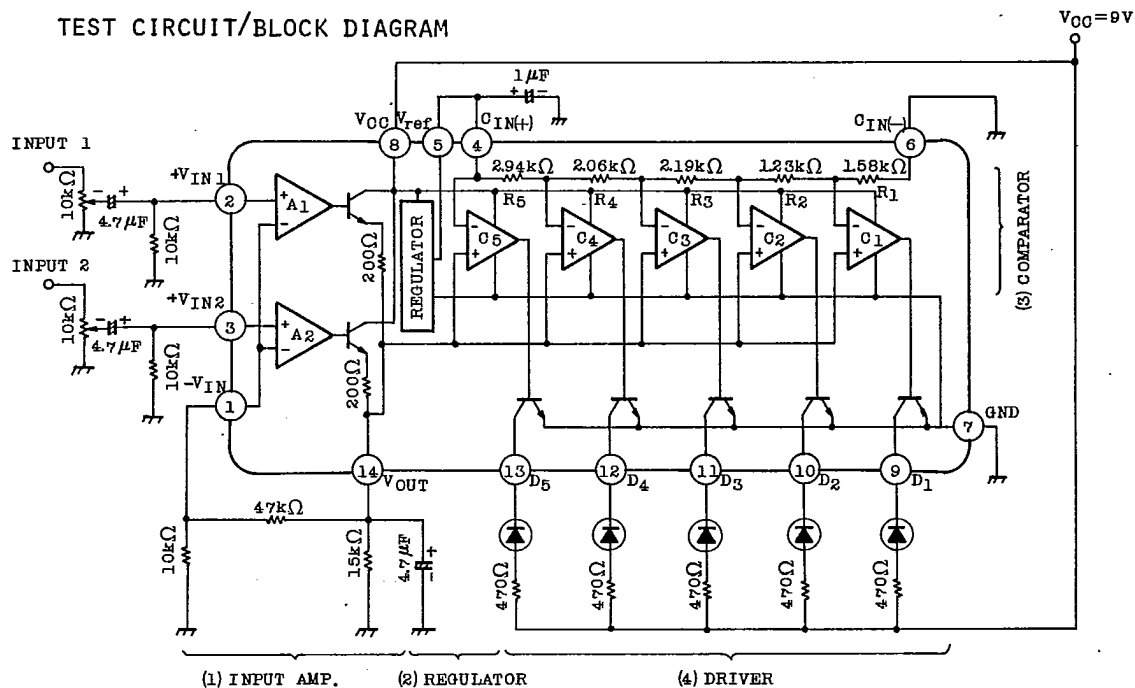 TEST CIRCUIT/BLOCK DIAGRAM
VCC=9V
1μF
+ -
VCC
Vref
CIN(+)
CIN(-)
8
5
4
6
INPUT 1
+VIN1
2
10kΩ
- +
4.7μF
10kΩ
+
A1
-
200Ω
REGULATOR
2.94kΩ
2.06kΩ
2.19kΩ
1.23kΩ
1.58kΩ
R5
R4
R3
R2
R1
- C5 +
- C4 +
- C3 +
- C2 +
- C1 +
(3) COMPARATOR
INPUT 2
+VIN2
3
10kΩ
- +
4.7μF
10kΩ
+
A2
-
200Ω
-VIN
1
GND
7
14
VOUT
13
D5
12
D4
11
D3
10
D2
9
D1
47kΩ
10kΩ
15kΩ
4.7μF
+
-
470Ω
470Ω
470Ω
470Ω
470Ω
(1) INPUT AMP.
(2) REGULATOR
(4) DRIVER